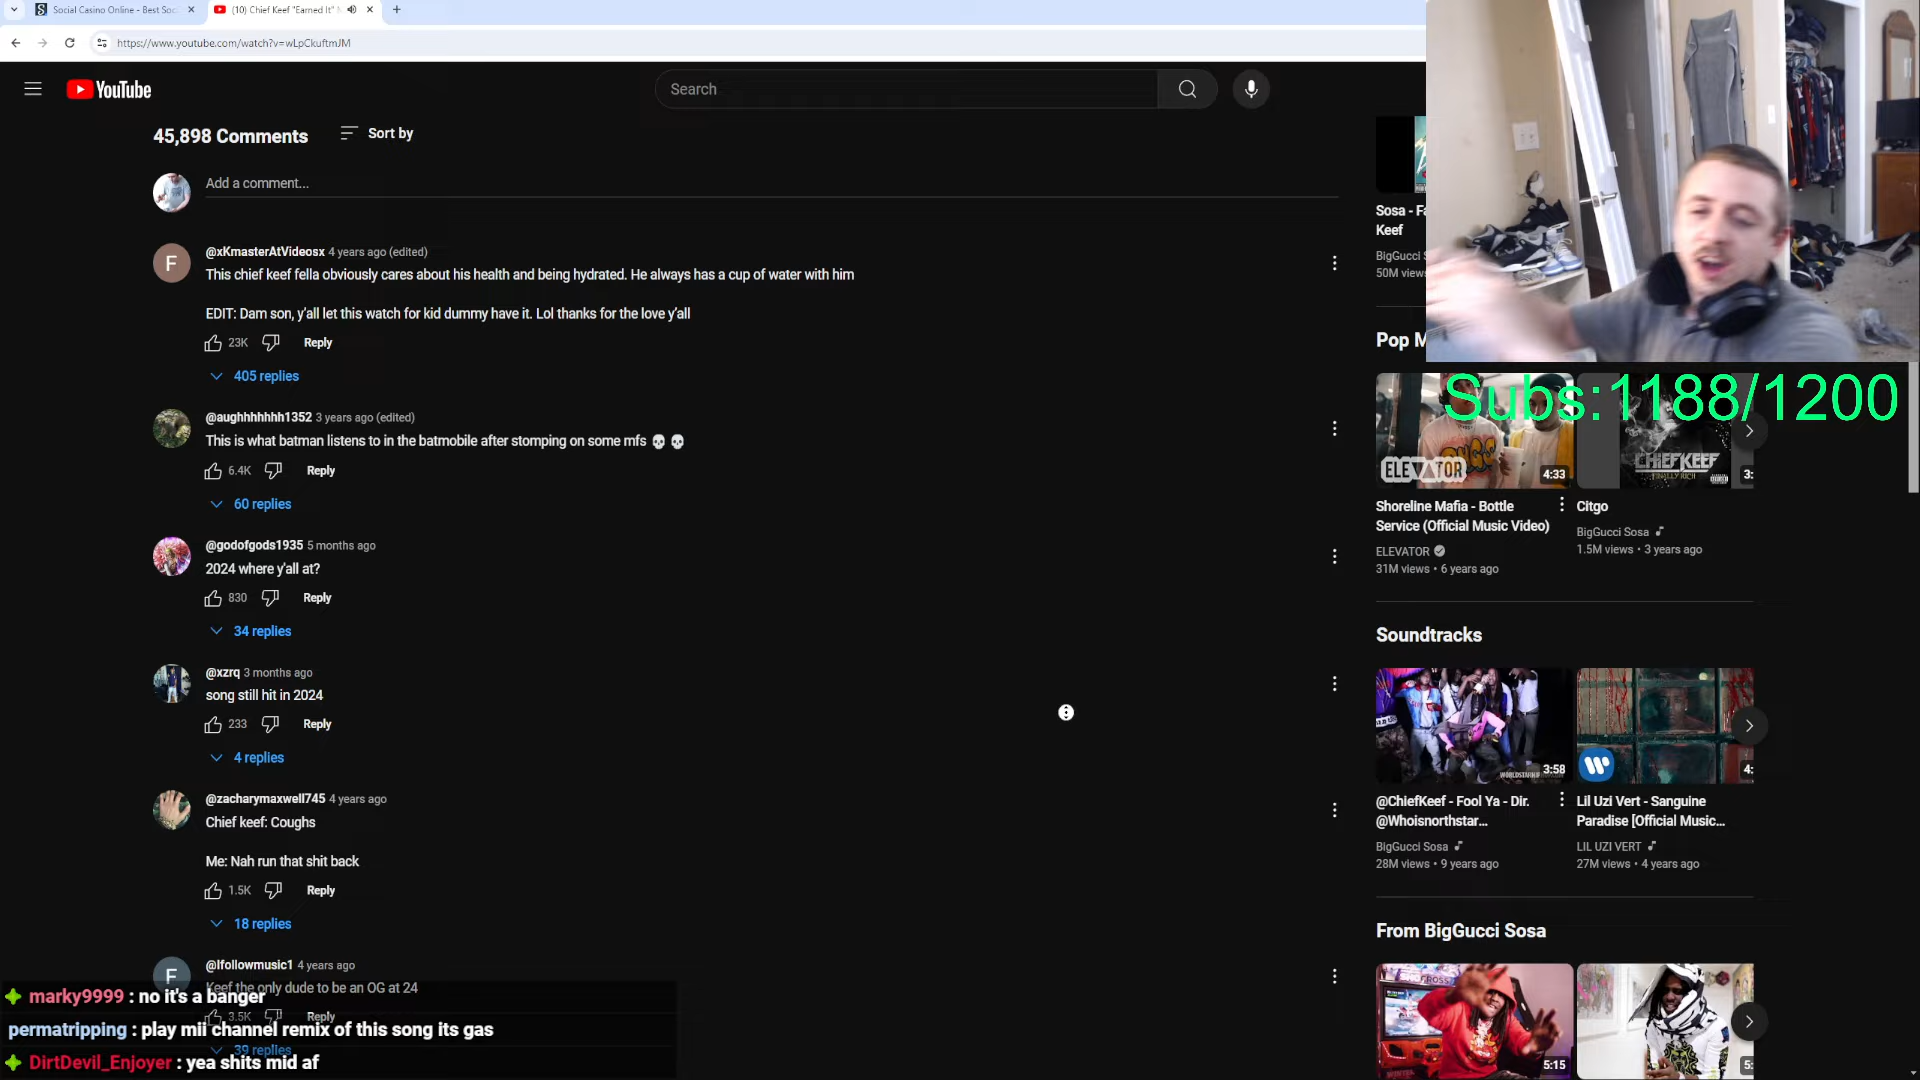 Social Casino Online - Best Soc
(10) Chief Keef "Earned It"
https://www.youtube.com/watch?v=wLpCkuftmJM
YouTube
Search
45,898 Comments
Sort by
Add a comment...
F
@xKmasterAtVideosx 4 years ago (edited)
This chief keef fella obviously cares about his health and being hydrated. He always has a cup of water with him
EDIT: Dam son, y'all let this watch for kid dummy have it. Lol thanks for the love y'all
23K Reply
405 replies
@aughhhhhhh1352 3 years ago (edited)
This is what batman listens to in the batmobile after stomping on some mfs 💀💀
6.4K Reply
60 replies
@godofgods1935 5 months ago
2024 where y'all at?
830 Reply
34 replies
@xzrq 3 months ago
song still hit in 2024
233 Reply
4 replies
@zacharymaxwell745 4 years ago
Chief keef: Coughs
Me: Nah run that shit back
1.5K Reply
18 replies
F
@lfollowmusic1 4 years ago
Keef the only dude to be an OG at 24
3.5K Reply
39 replies
marky9999 : no it's a banger
permatripping : play mii channel remix of this song its gas
DirtDevil_Enjoyer : yea shits mid af
Sosa - Fa
Keef
BigGucci S
50M views
Pop M
Subs:1188/1200
ELEVATOR
4:33
CHIEF KEEF
FINALLY RICH
3:
Shoreline Mafia - Bottle
Service (Official Music Video)
ELEVATOR
31M views • 6 years ago
Citgo
BigGucci Sosa
1.5M views • 3 years ago
Soundtracks
3:58
4:
@ChiefKeef - Fool Ya - Dir.
@Whoisnorthstar...
BigGucci Sosa
28M views • 9 years ago
Lil Uzi Vert - Sanguine
Paradise [Official Music...
LIL UZI VERT
27M views • 4 years ago
From BigGucci Sosa
5:15
5: